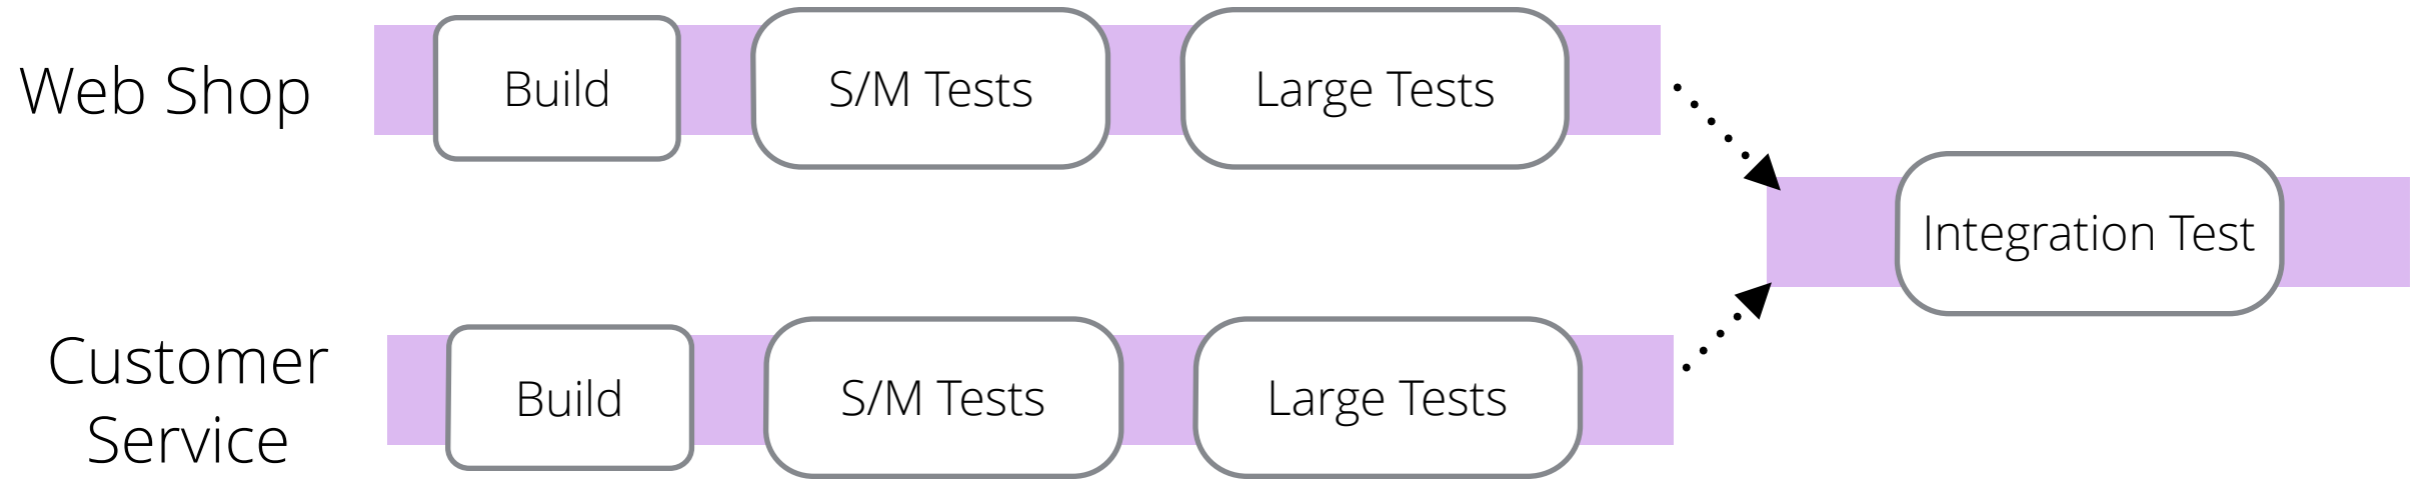 Web Shop
Build
S/M Tests
Large Tests
Integration Test
Customer
Service
Build
S/M Tests
Large Tests